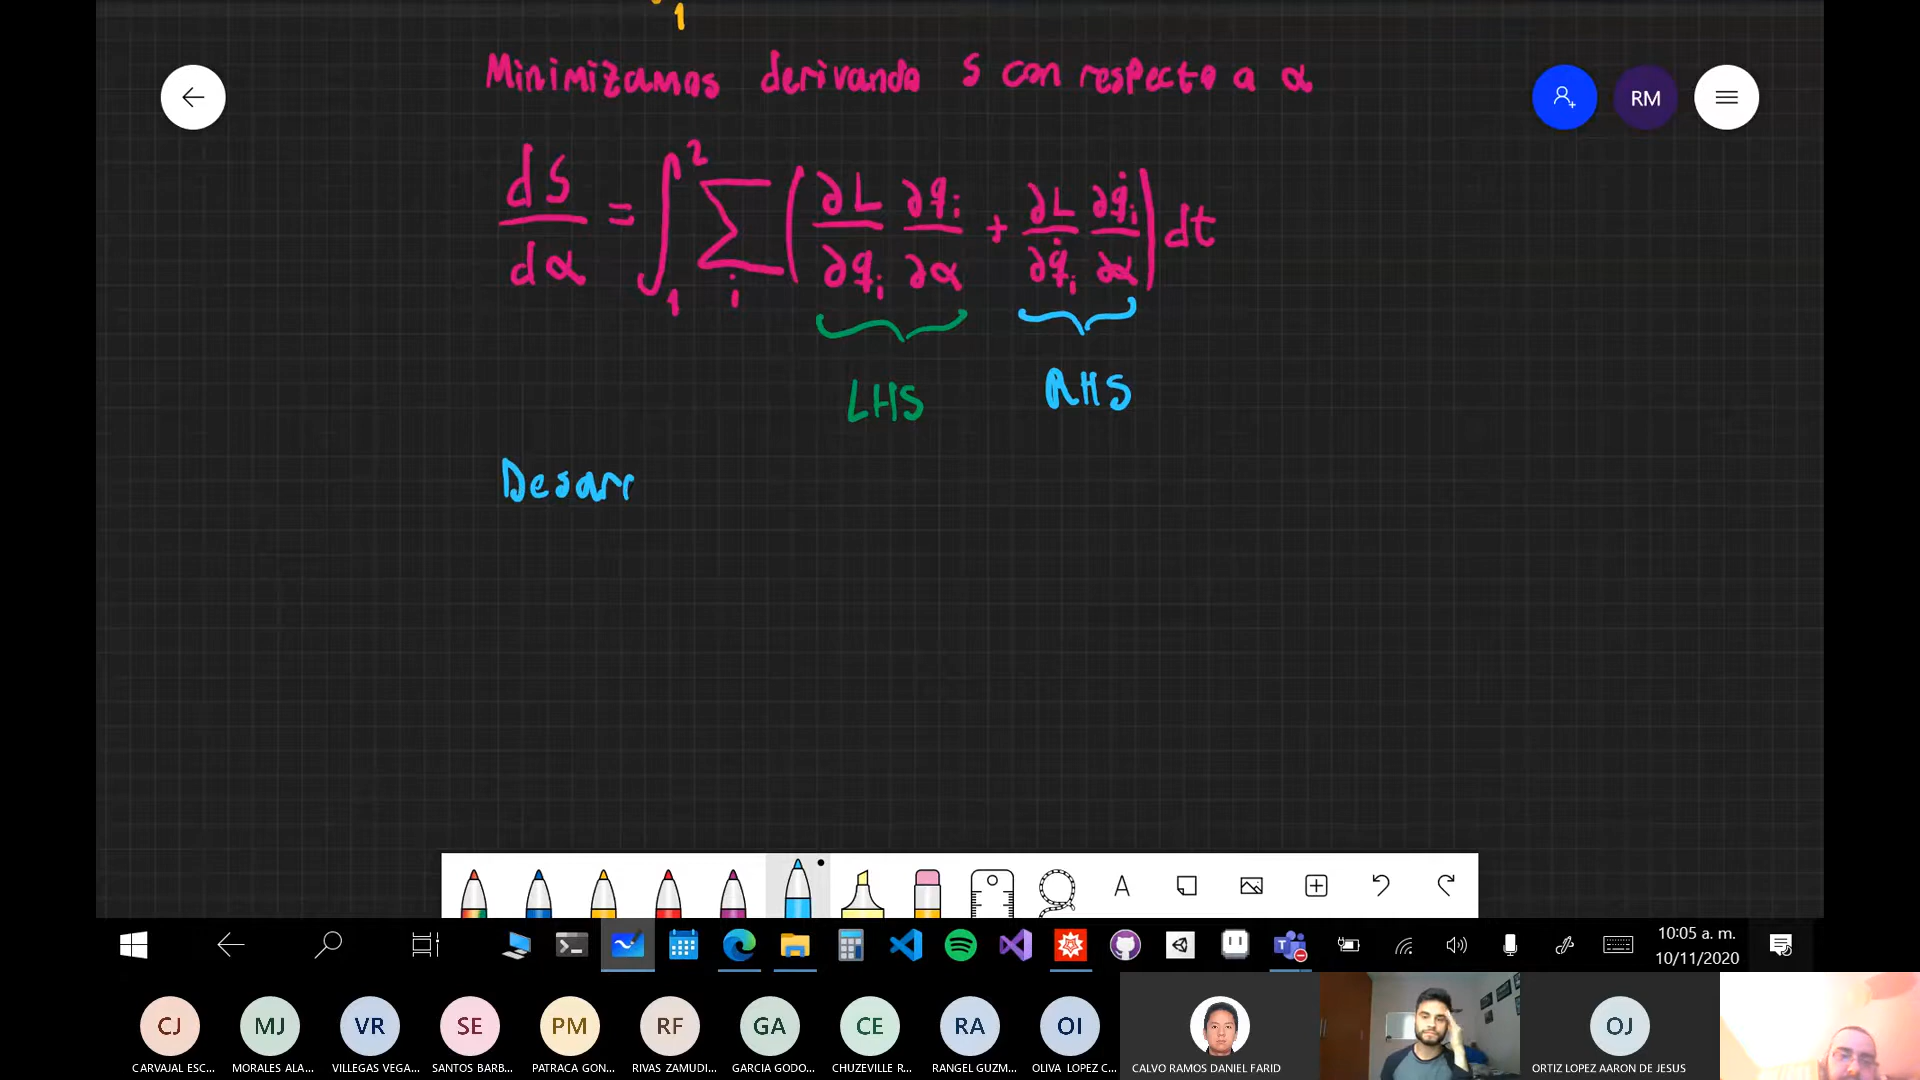 1
Minimizamos derivando S con respecto a α
dS/dα = ∫₁² Σᵢ (∂L/∂qᵢ ∂qᵢ/∂α + ∂L/∂q̇ᵢ ∂q̇ᵢ/∂α) dt
LHS RHS
Desarr
RM
10:05 a. m.
10/11/2020
CJ MJ VR SE PM RF GA CE RA OI OJ
CARVAJAL ESC... MORALES ALA... VILLEGAS VEGA... SANTOS BARB... PATRACA GON... RIVAS ZAMUDI... GARCIA GODO... CHUZEVILLE R... RANGEL GUZM... OLIVA LOPEZ C... CALVO RAMOS DANIEL FARID ORTIZ LOPEZ AARON DE JESUS